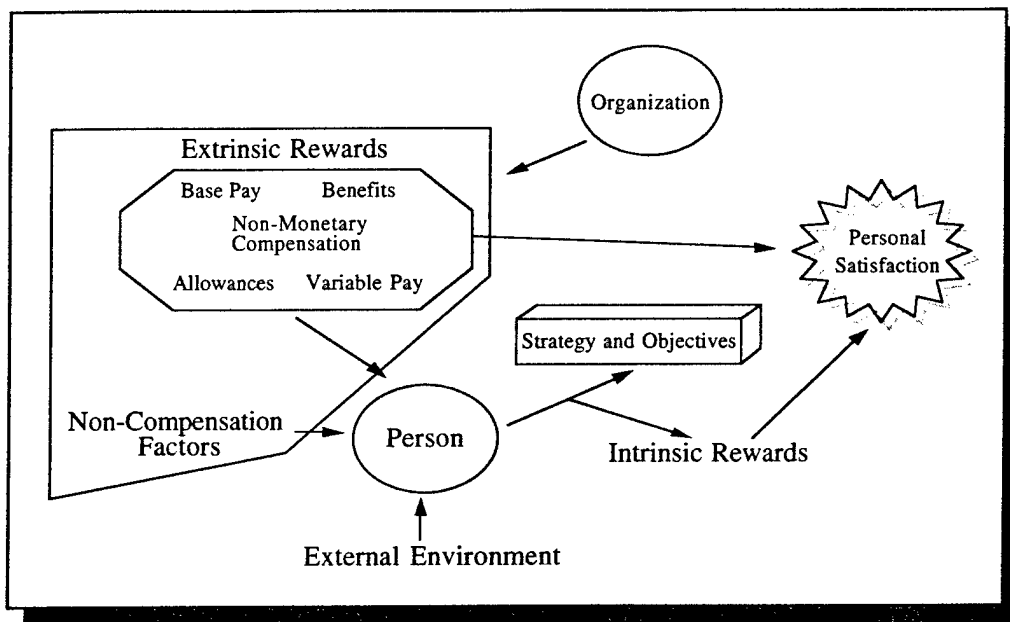 Organization
Extrinsic Rewards
Base Pay
Benefits
Non-Monetary
Compensation
Allowances
Variable Pay
Personal
Satisfaction
Strategy and Objectives
Non-Compensation
Factors
Person
Intrinsic Rewards
External Environment